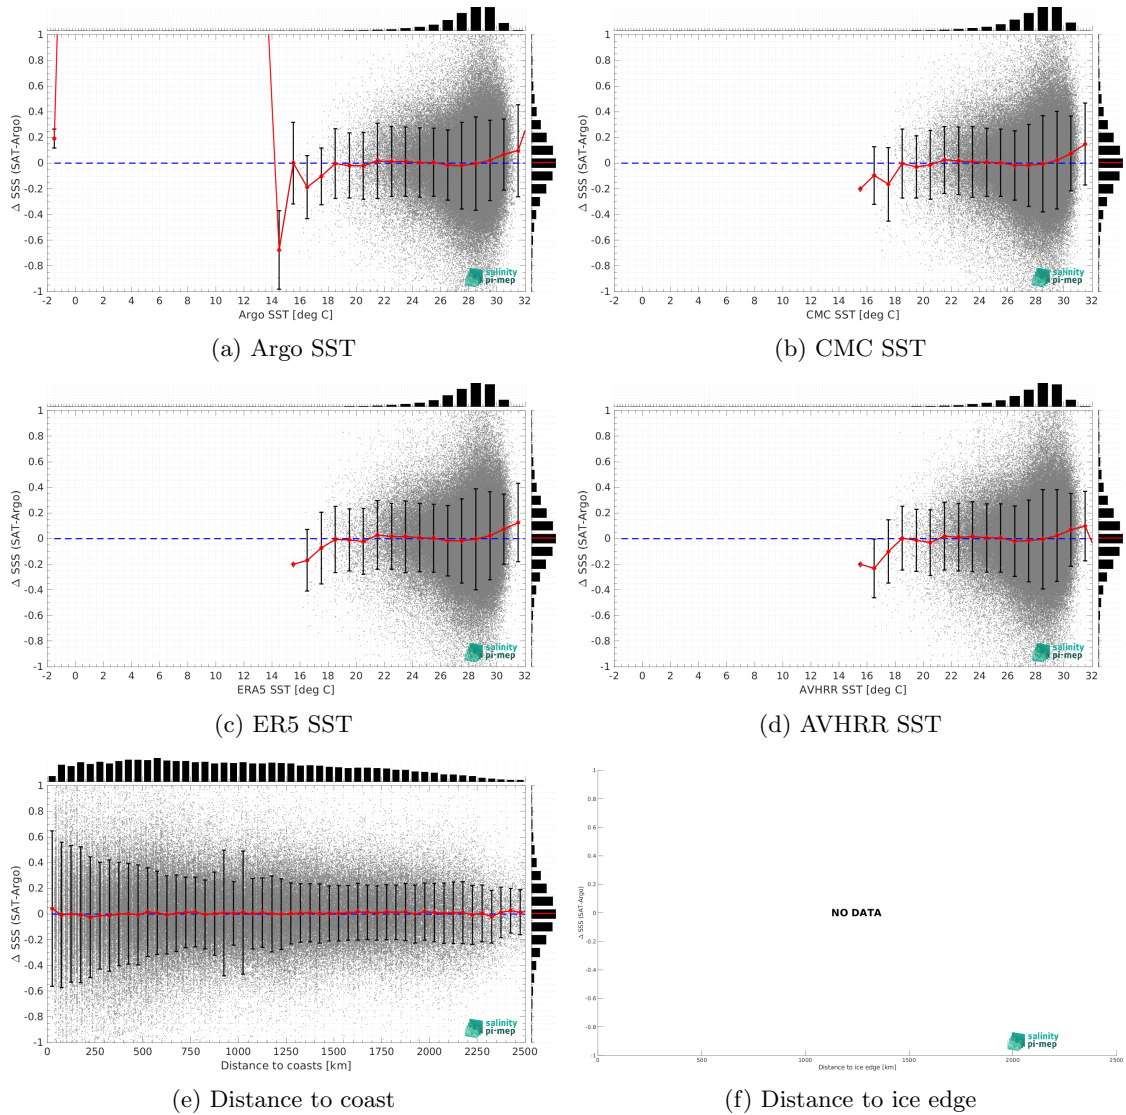 1
0.8
0.6
0.4
0.2
0
-0.2
-0.4
-0.6
-0.8
-1
Δ SSS (SAT-Argo)
salinity
pi-mep
-2 0 2 4 6 8 10 12 14 16 18 20 22 24 26 28 30 32
Argo SST [deg C]
(a) Argo SST
1
0.8
0.6
0.4
0.2
0
-0.2
-0.4
-0.6
-0.8
-1
Δ SSS (SAT-Argo)
salinity
pi-mep
-2 0 2 4 6 8 10 12 14 16 18 20 22 24 26 28 30 32
CMC SST [deg C]
(b) CMC SST
1
0.8
0.6
0.4
0.2
0
-0.2
-0.4
-0.6
-0.8
-1
Δ SSS (SAT-Argo)
salinity
pi-mep
-2 0 2 4 6 8 10 12 14 16 18 20 22 24 26 28 30 32
ERA5 SST [deg C]
(c) ER5 SST
1
0.8
0.6
0.4
0.2
0
-0.2
-0.4
-0.6
-0.8
-1
Δ SSS (SAT-Argo)
salinity
pi-mep
-2 0 2 4 6 8 10 12 14 16 18 20 22 24 26 28 30 32
AVHRR SST [deg C]
(d) AVHRR SST
1
0.8
0.6
0.4
0.2
0
-0.2
-0.4
-0.6
-0.8
-1
Δ SSS (SAT-Argo)
salinity
pi-mep
0 250 500 750 1000 1250 1500 1750 2000 2250 2500
Distance to coasts [km]
(e) Distance to coast
1
0.8
0.6
0.4
0.2
0
-0.2
-0.4
-0.6
-0.8
-1
Δ SSS (SAT-Argo)
NO DATA
salinity
pi-mep
0 500 1000 1500 2000 2500
Distance to ice edge [km]
(f) Distance to ice edge